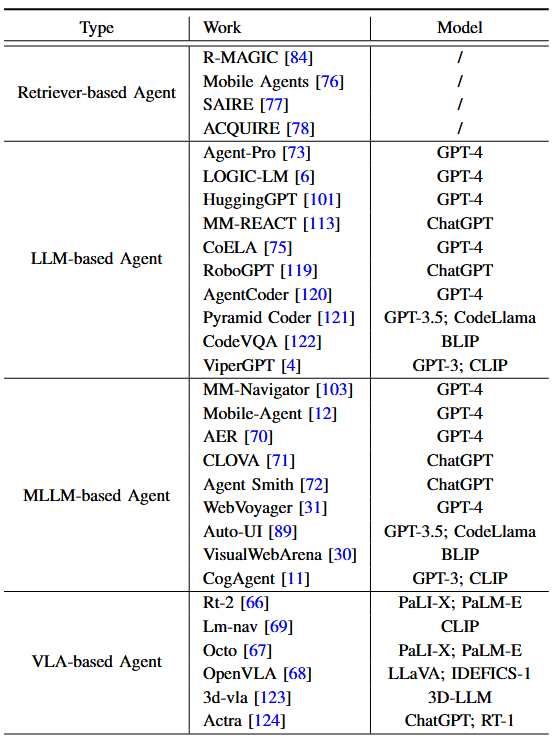 Type Work Model
R-MAGIC [84] /
Mobile Agents [76] /
Retriever-based Agent
SAIRE [77] /
ACQUIRE [78] /
Agent-Pro [73] GPT-4
LOGIC-LM [6] GPT-4
HuggingGPT [101] GPT-4
MM-REACT [113] ChatGPT
CoELA [75] GPT-4
LLM-based Agent
RoboGPT [119] ChatGPT
AgentCoder [120] GPT-4
Pyramid Coder [121] GPT-3.5; CodeLlama
CodeVQA [122] BLIP
ViperGPT [4] GPT-3; CLIP
MM-Navigator [103] GPT-4
Mobile-Agent [12] GPT-4
AER [70] GPT-4
CLOVA [71] ChatGPT
MLLM-based Agent Agent Smith [72] ChatGPT
WebVoyager [31] GPT-4
Auto-UI [89] GPT-3.5; CodeLlama
VisualWebArena [30] BLIP
CogAgent [11] GPT-3; CLIP
Rt-2 [66] PaLI-X; PaLM-E
Lm-nav [69] CLIP
Octo [67] PaLI-X; PaLM-E
VLA-based Agent
OpenVLA [68] LLaVA; IDEFICS-1
3d-vla [123] 3D-LLM
Actra [124] ChatGPT; RT-1